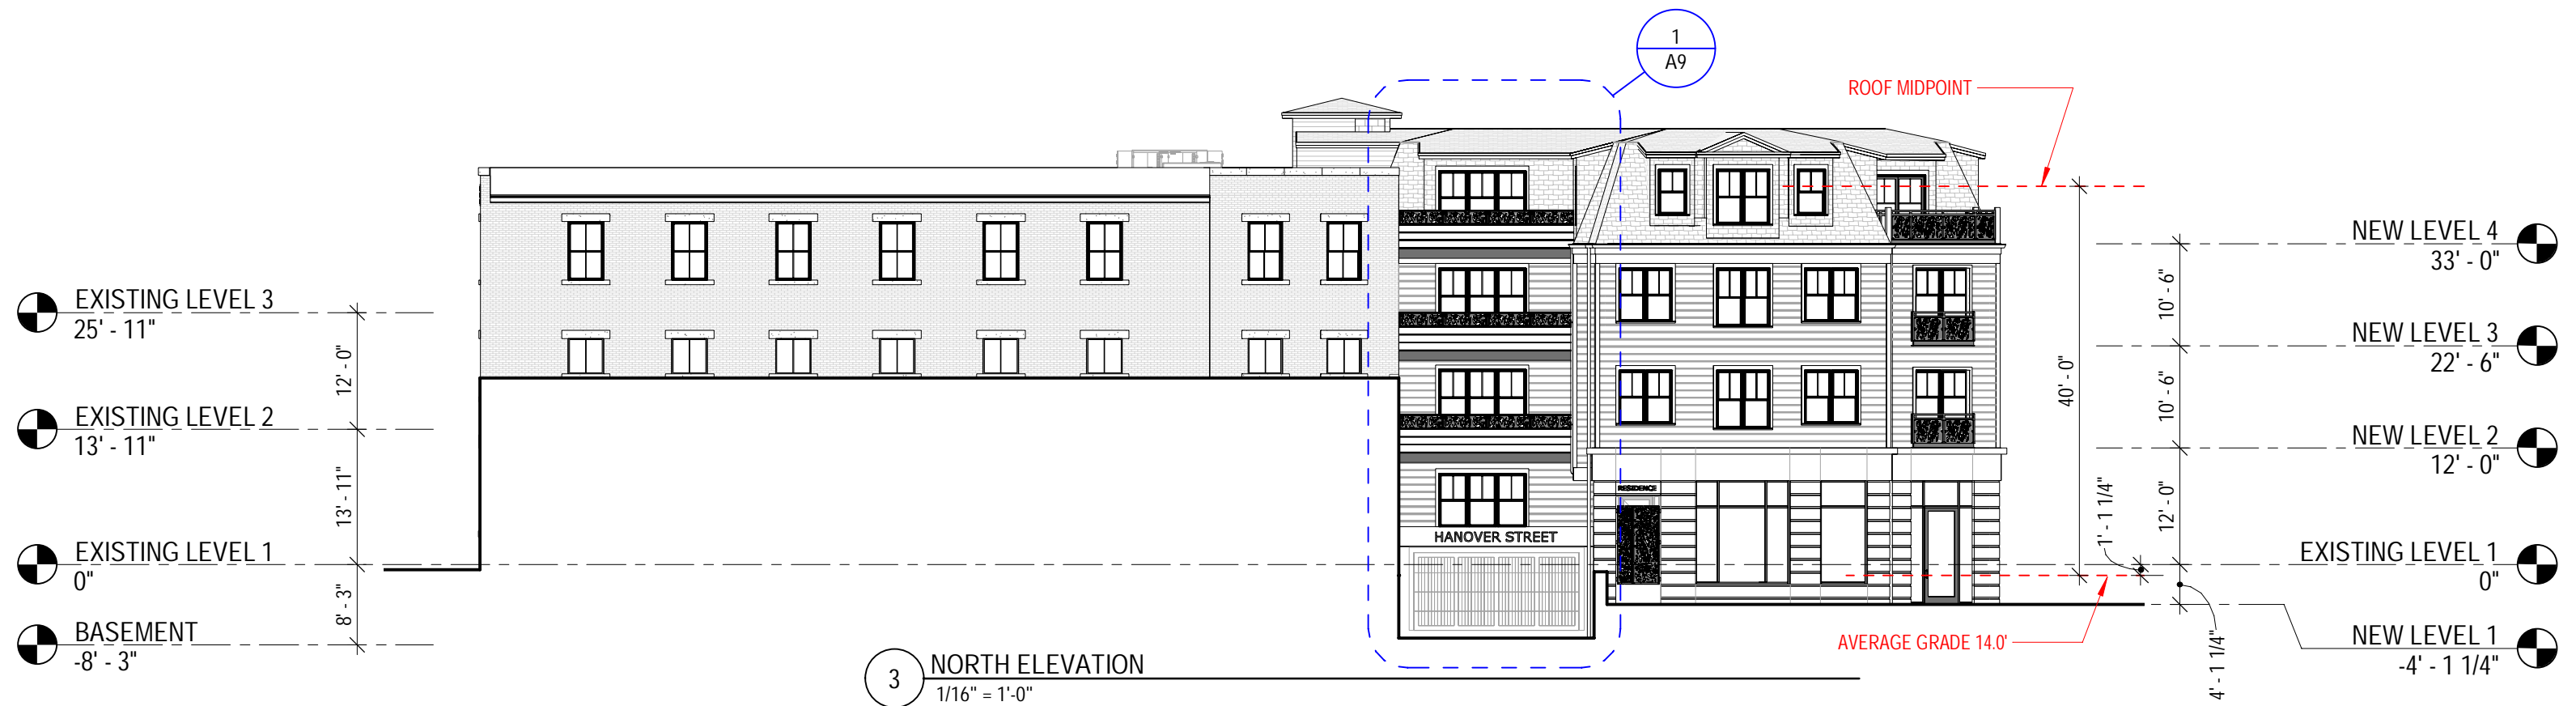 1
A9
ROOF MIDPOINT
EXISTING LEVEL 3
25' - 11"
EXISTING LEVEL 2
13' - 11"
EXISTING LEVEL 1
0"
BASEMENT
-8' - 3"
12' - 0"
13' - 11"
8' - 3"
RESIDENCE
HANOVER STREET
40' - 0"
1' - 1 1/4"
10' - 6"
10' - 6"
12' - 0"
4' - 1 1/4"
NEW LEVEL 4
33' - 0"
NEW LEVEL 3
22' - 6"
NEW LEVEL 2
12' - 0"
EXISTING LEVEL 1
0"
NEW LEVEL 1
-4' - 1 1/4"
AVERAGE GRADE 14.0'
3
NORTH ELEVATION
1/16" = 1'-0"